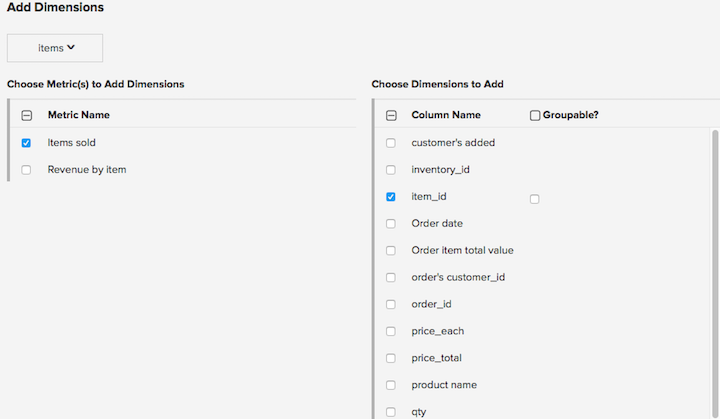 Add Dimensions
items
Choose Metric(s) to Add Dimensions
Metric Name
Items sold
Revenue by item
Choose Dimensions to Add
Column Name Groupable?
customer's added
inventory_id
item_id
Order date
Order item total value
order's customer_id
order_id
price_each
price_total
product name
qty